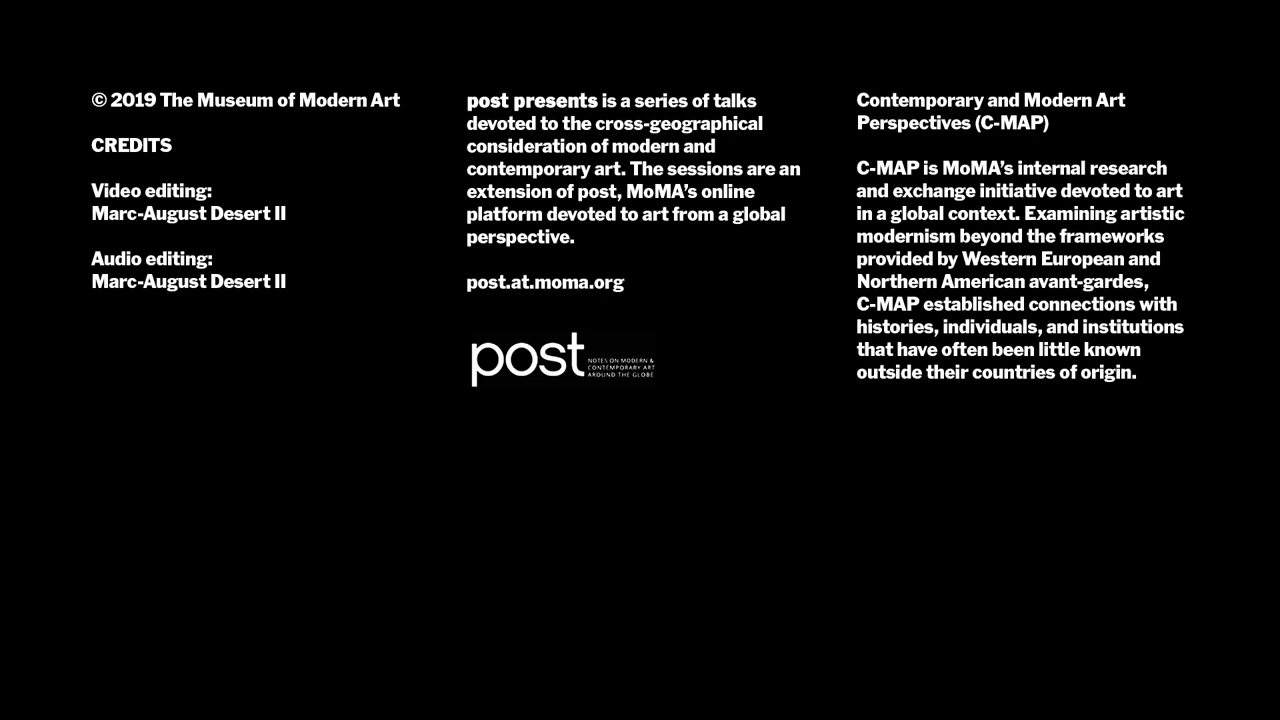 © 2019 The Museum of Modern Art
CREDITS
Video editing:
Marc-August Desert II
Audio editing:
Marc-August Desert II
post presents is a series of talks
devoted to the cross-geographical
consideration of modern and
contemporary art. The sessions are an
extension of post, MoMA’s online
platform devoted to art from a global
perspective.
post.at.moma.org
post
NOTES ON MODERN &
CONTEMPORARY ART
AROUND THE GLOBE
Contemporary and Modern Art
Perspectives (C-MAP)
C-MAP is MoMA’s internal research
and exchange initiative devoted to art
in a global context. Examining artistic
modernism beyond the frameworks
provided by Western European and
Northern American avant-gardes,
C-MAP established connections with
histories, individuals, and institutions
that have often been little known
outside their countries of origin.